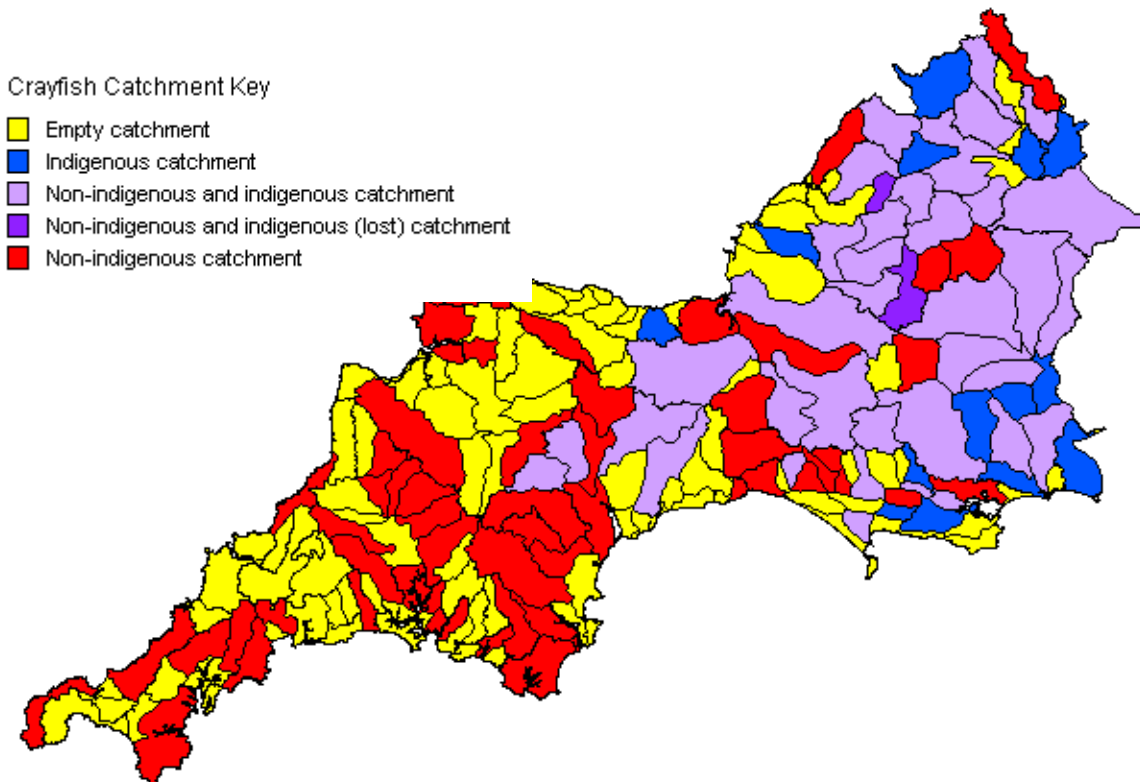 Crayfish Catchment Key
Empty catchment
Indigenous catchment
Non-indigenous and indigenous catchment
Non-indigenous and indigenous (lost) catchment
Non-indigenous catchment